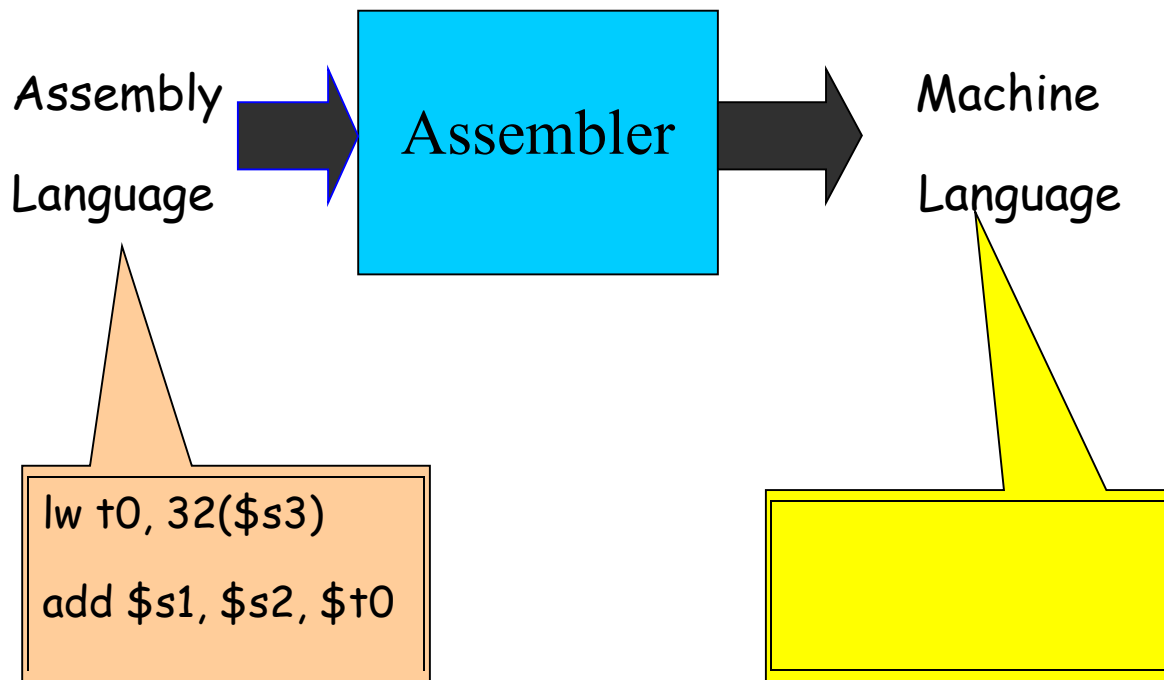 Assembly
Language
Assembler
Machine
Language
lw t0, 32($s3)
add $s1, $s2, $t0